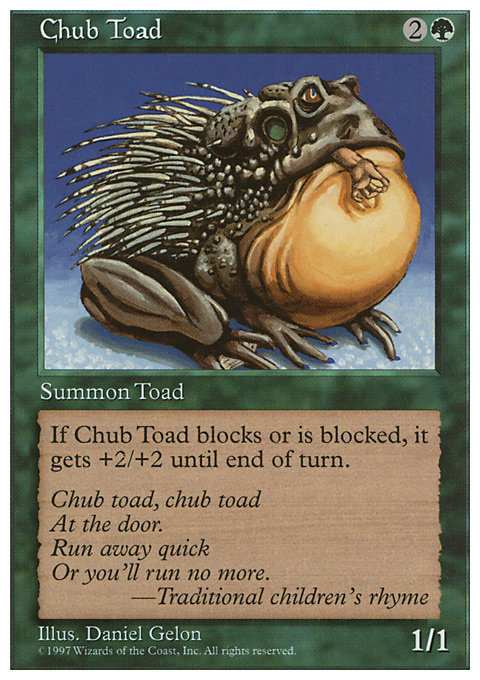 Chub Toad 2
Summon Toad
If Chub Toad blocks or is blocked, it
gets +2/+2 until end of turn.
Chub toad, chub toad
At the door.
Run away quick
Or you'll run no more.
—Traditional children's rhyme
Illus. Daniel Gelon
©1997 Wizards of the Coast, Inc. All rights reserved.
1/1